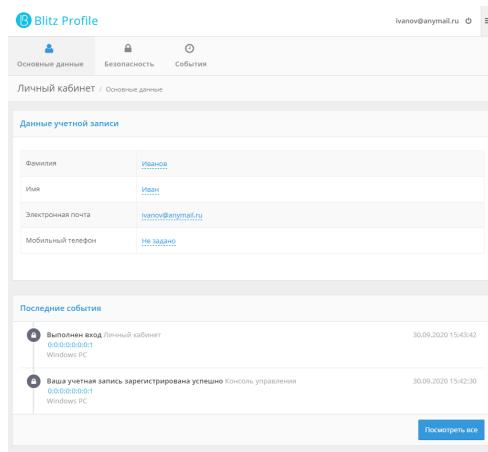 Blitz Profile
ivanov@anymail.ru
Основные данные
Безопасность
События
Личный кабинет / Основные данные
Данные учетной записи
Фамилия Иванов
Имя Иван
Электронная почта ivanov@anymail.ru
Мобильный телефон Не задано
Последние события
Выполнен вход Личный кабинет 30.09.2020 15:43:42
0:0:0:0:0:0:0:1
Windows PC
Ваша учетная запись зарегистрирована успешно Консоль управления 30.09.2020 15:42:30
0:0:0:0:0:0:0:1
Windows PC
Посмотреть все